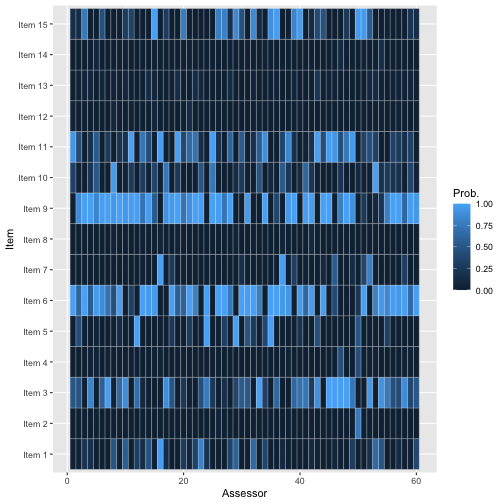 Item 15
Item 14
Item 13
Item 12
Item 11
Item 10
Item 9
Item 8
Item 7
Item 6
Item 5
Item 4
Item 3
Item 2
Item 1
Item
0
20
40
60
Assessor
Prob.
1.00
0.75
0.50
0.25
0.00